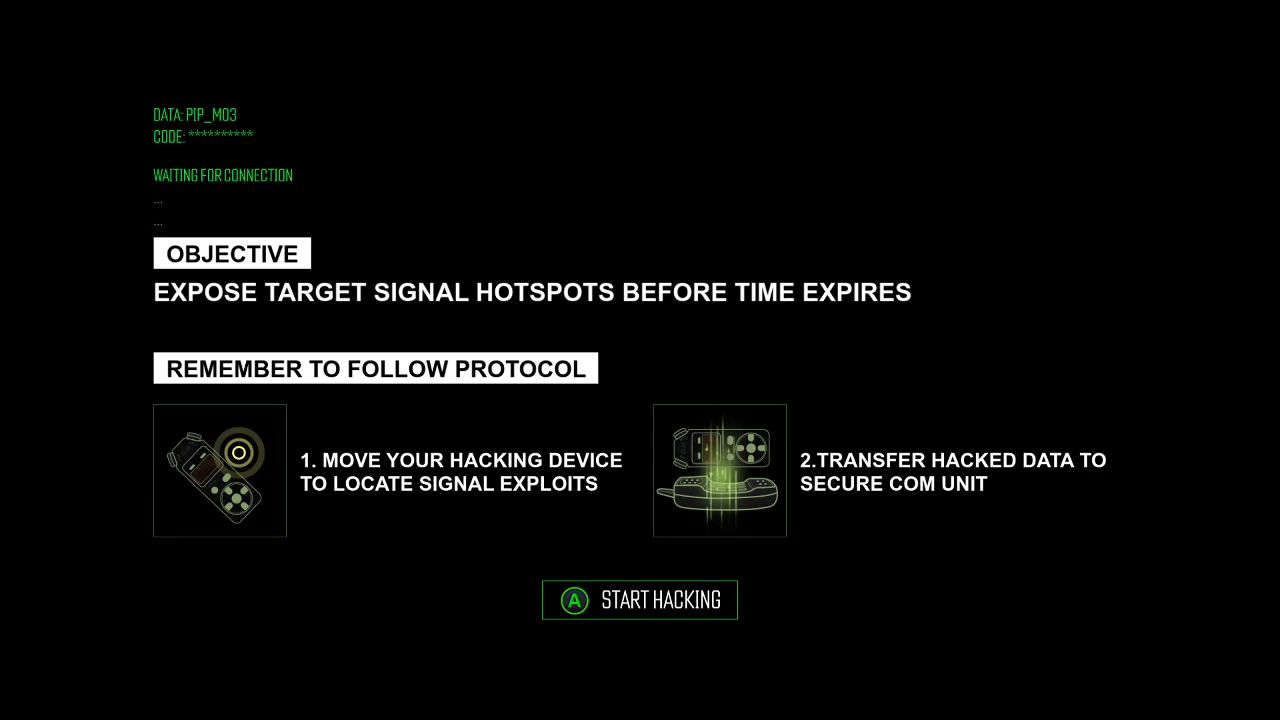 DATA: PIP_M03
CODE: **********
WAITING FOR CONNECTION
...
...
OBJECTIVE
EXPOSE TARGET SIGNAL HOTSPOTS BEFORE TIME EXPIRES
REMEMBER TO FOLLOW PROTOCOL
1. MOVE YOUR HACKING DEVICE
TO LOCATE SIGNAL EXPLOITS
2.TRANSFER HACKED DATA TO
SECURE COM UNIT
A START HACKING